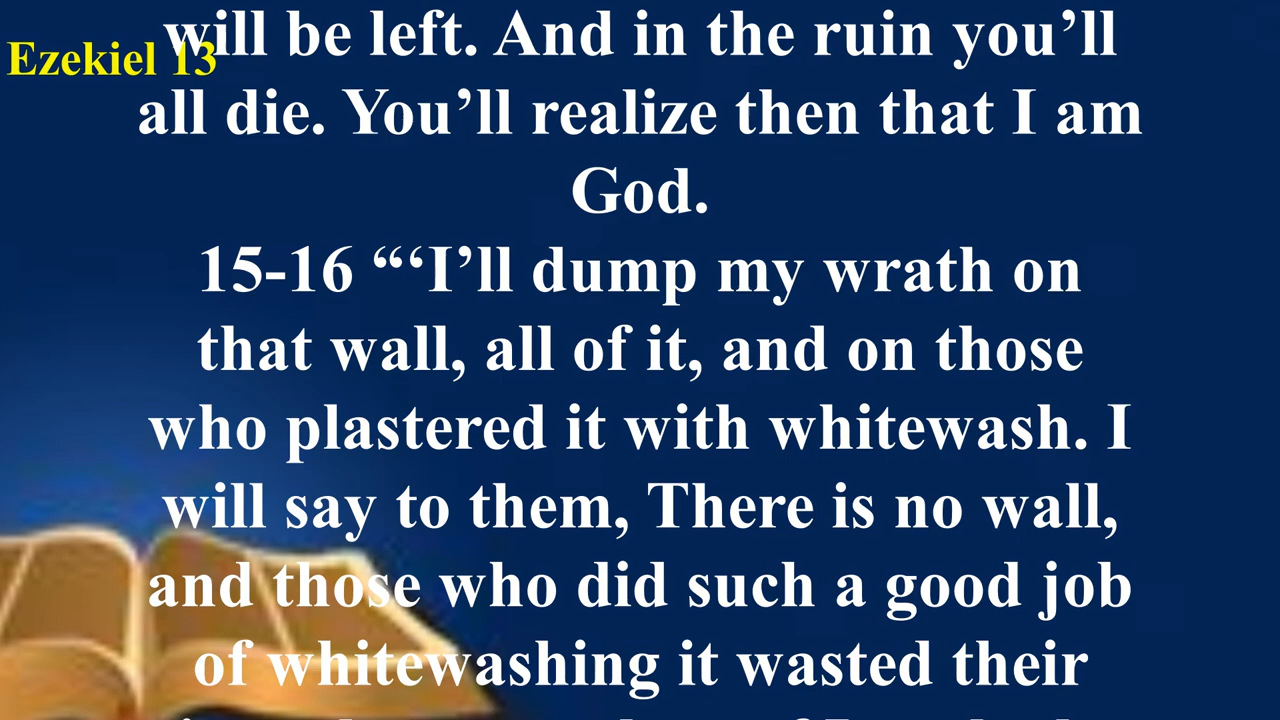 will be left. And in the ruin you’ll
Ezekiel 13
all die. You’ll realize then that I am
God.
15-16 “‘I’ll dump my wrath on
that wall, all of it, and on those
who plastered it with whitewash. I
will say to them, There is no wall,
and those who did such a good job
of whitewashing it wasted their